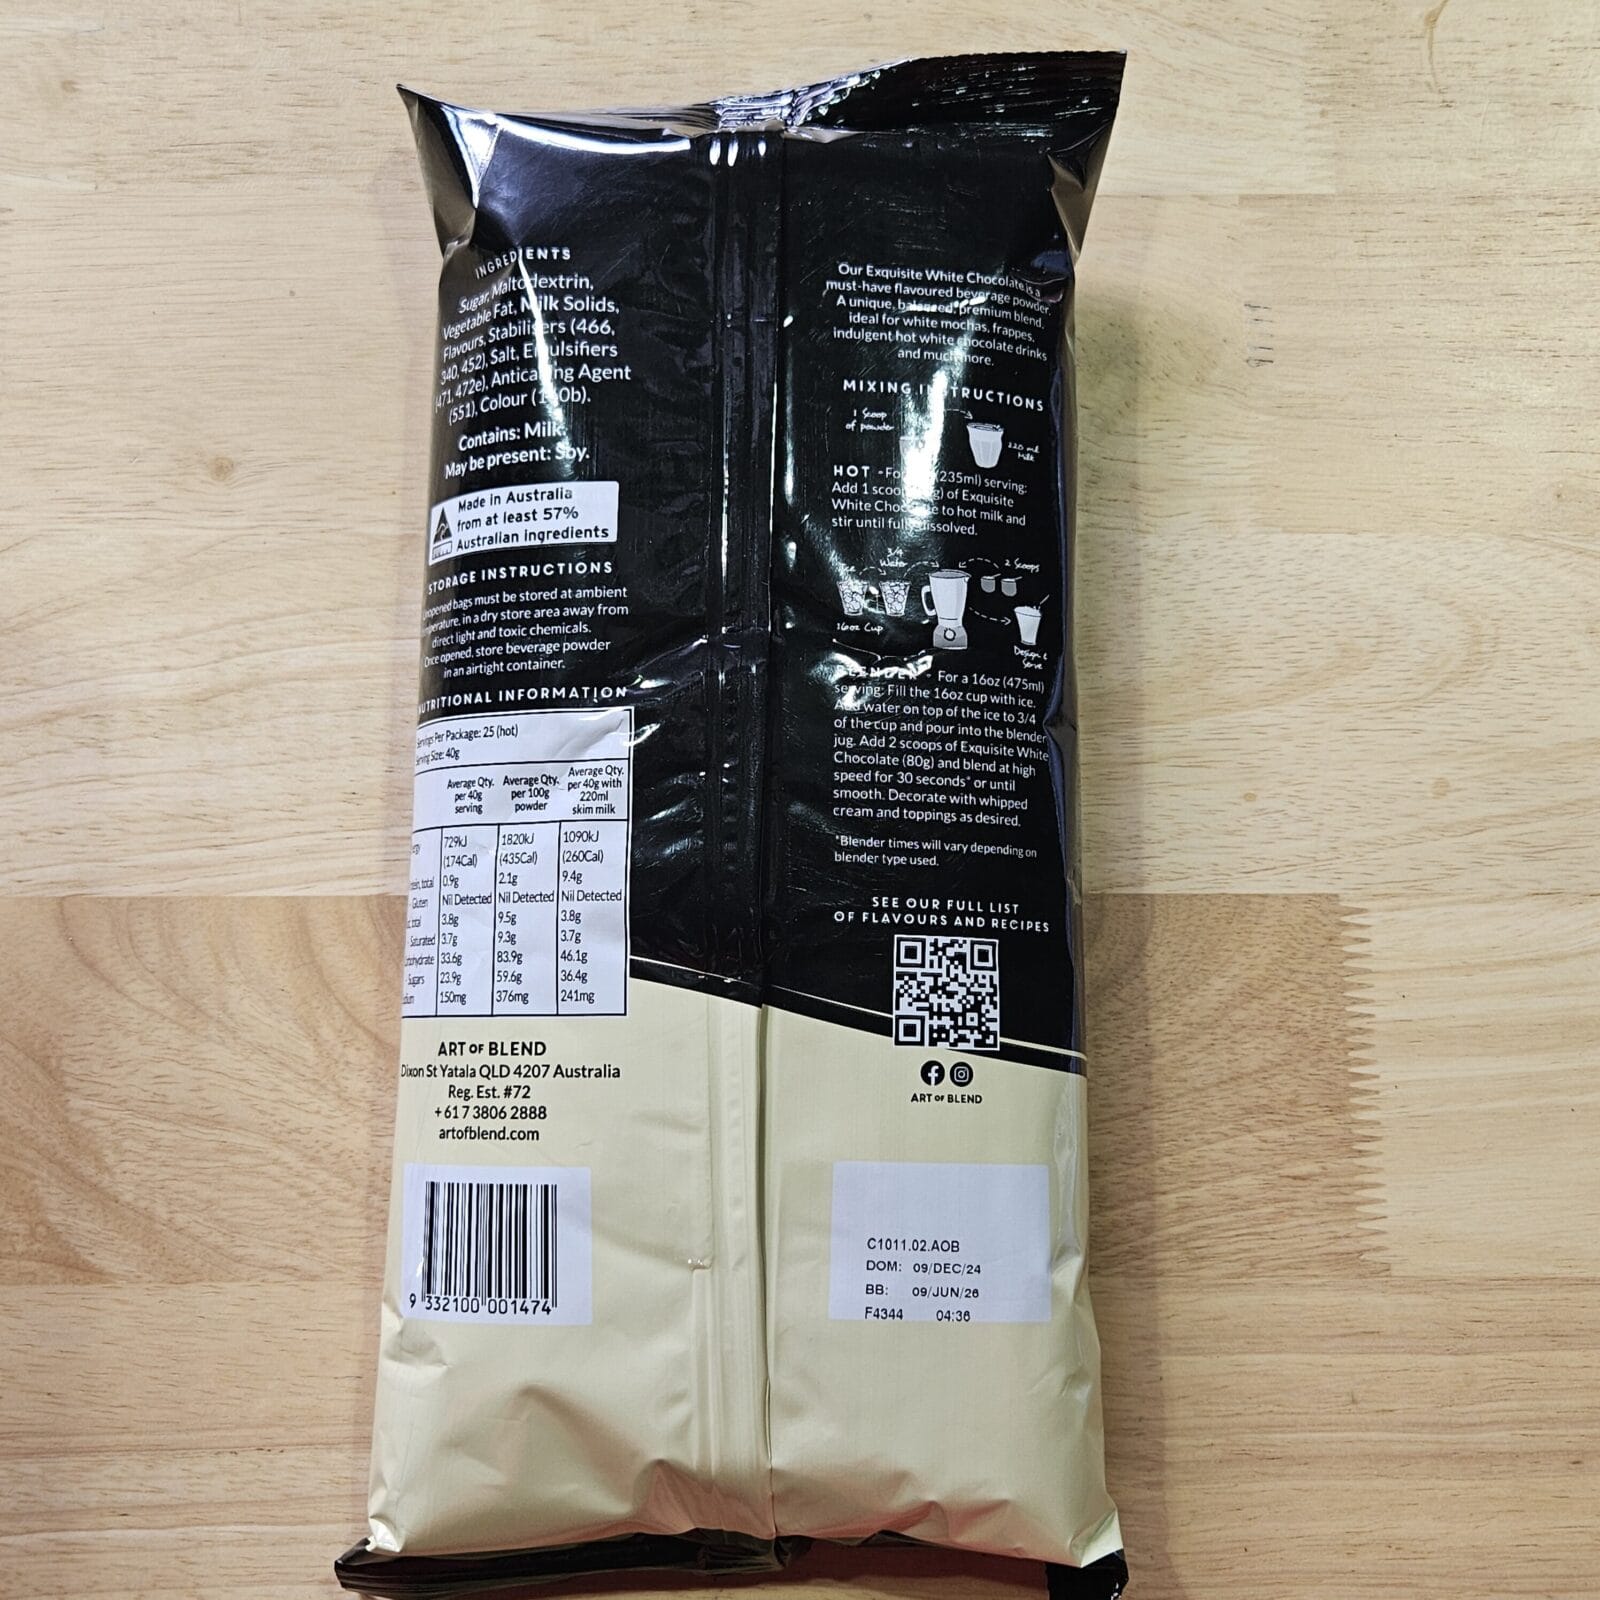 INGREDIENTS
Sugar, Maltodextrin,
Vegetable Fat, Milk Solids,
Flavours, Stabilisers (466,
340, 452), Salt, Emulsifiers
(471, 472e), Anticaking Agent
(551), Colour (160b).
Contains: Milk.
May be present: Soy.
Made in Australia
from at least 57%
Australian ingredients
STORAGE INSTRUCTIONS
Unopened bags must be stored at ambient
temperature, in a dry store area away from
direct light and toxic chemicals.
Once opened, store beverage powder
in an airtight container.
NUTRITIONAL INFORMATION
Servings Per Package: 25 (hot)
Serving Size: 40g
Average Qty. per 40g serving
Average Qty. per 100g powder
Average Qty. per 40g with 220ml skim milk
729kJ 1820kJ 1090kJ
(174Cal) (435Cal) (260Cal)
total 0.9g 2.1g 9.4g
- Gluten Nil Detected Nil Detected Nil Detected
total 3.8g 9.5g 3.8g
- Saturated 3.7g 9.3g 3.7g
33.6g 83.9g 46.1g
- Sugars 23.9g 59.6g 36.4g
150mg 376mg 241mg
ART OF BLEND
Dixon St Yatala QLD 4207 Australia
Reg. Est. #72
+61 7 3806 2888
artofblend.com
9 332100 001474
Our Exquisite White Chocolate is a
must-have flavoured beverage powder.
A unique, balanced, premium blend,
ideal for white mochas, frappes,
indulgent hot white chocolate drinks
and much more.
MIXING INSTRUCTIONS
1 Scoop
of powder
220 ml
Milk
HOT - (235ml) serving:
Add 1 scoop of Exquisite
White Chocolate to hot milk and
stir until fully dissolved.
3/4
Water
2 Scoops
16oz Cup
Design &
Serve
BLENDER - For a 16oz (475ml)
serving: Fill the 16oz cup with ice.
Add water on top of the ice to 3/4
of the cup and pour into the blender
jug. Add 2 scoops of Exquisite White
Chocolate (80g) and blend at high
speed for 30 seconds* or until
smooth. Decorate with whipped
cream and toppings as desired.
*Blender times will vary depending on
blender type used.
SEE OUR FULL LIST
OF FLAVOURS AND RECIPES
ART OF BLEND
C1011.02.AOB
DOM: 09/DEC/24
BB: 09/JUN/26
F4344 04:36